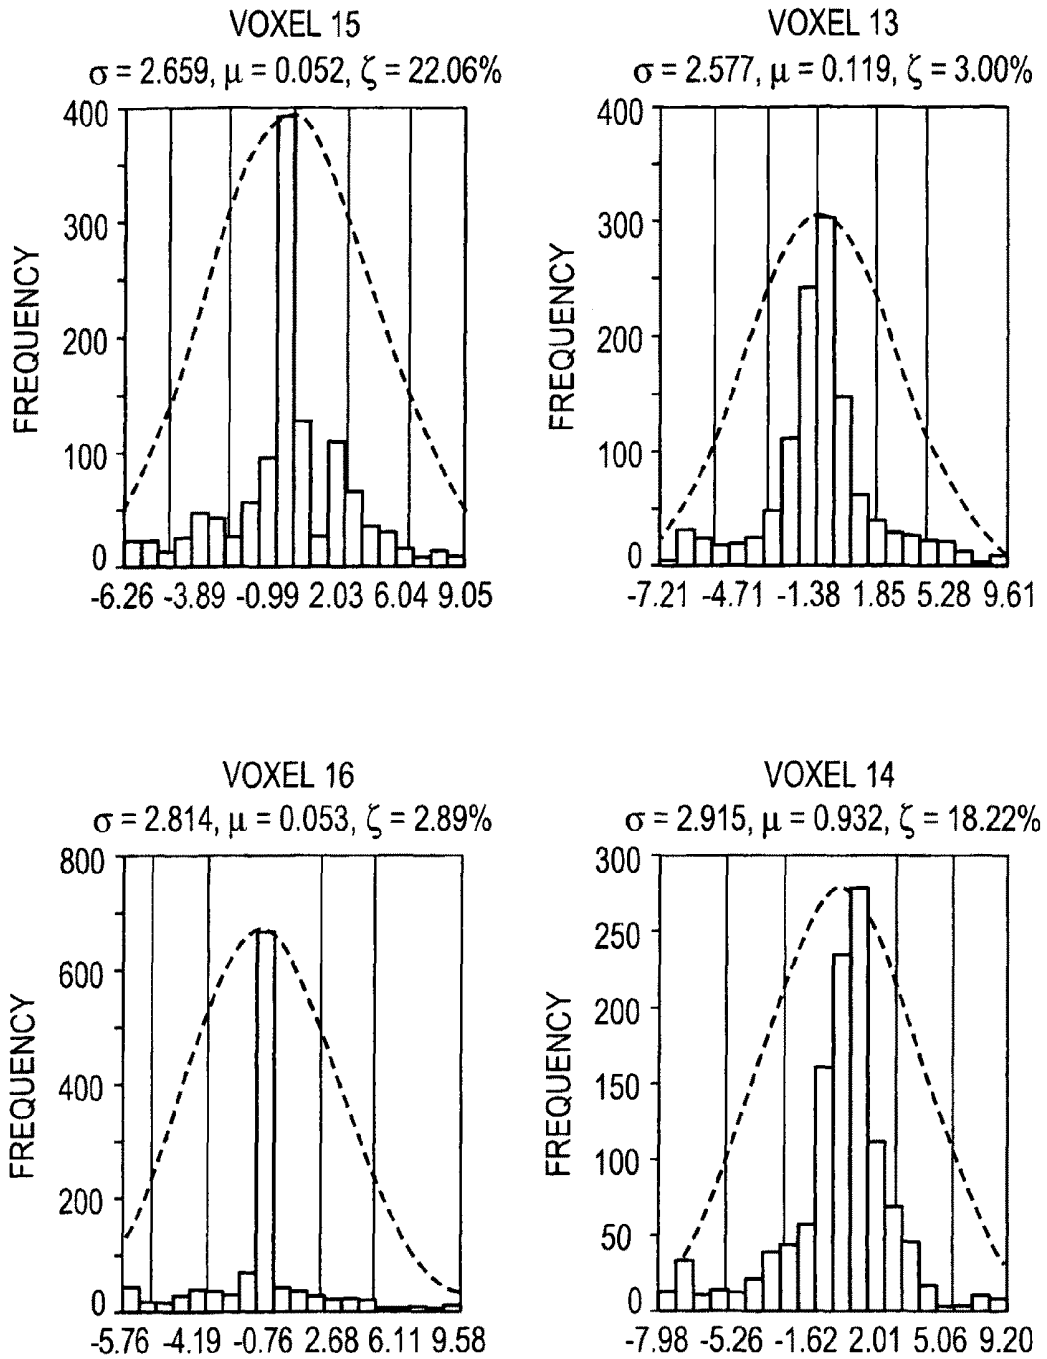 VOXEL 15
σ = 2.659, μ = 0.052, ζ = 22.06%
400
300
200
100
0
FREQUENCY
-6.26 -3.89 -0.99 2.03 6.04 9.05
VOXEL 13
σ = 2.577, μ = 0.119, ζ = 3.00%
400
300
200
100
0
FREQUENCY
-7.21 -4.71 -1.38 1.85 5.28 9.61
VOXEL 16
σ = 2.814, μ = 0.053, ζ = 2.89%
800
600
400
200
0
FREQUENCY
-5.76 -4.19 -0.76 2.68 6.11 9.58
VOXEL 14
σ = 2.915, μ = 0.932, ζ = 18.22%
300
250
200
150
100
50
0
FREQUENCY
-7.98 -5.26 -1.62 2.01 5.06 9.20